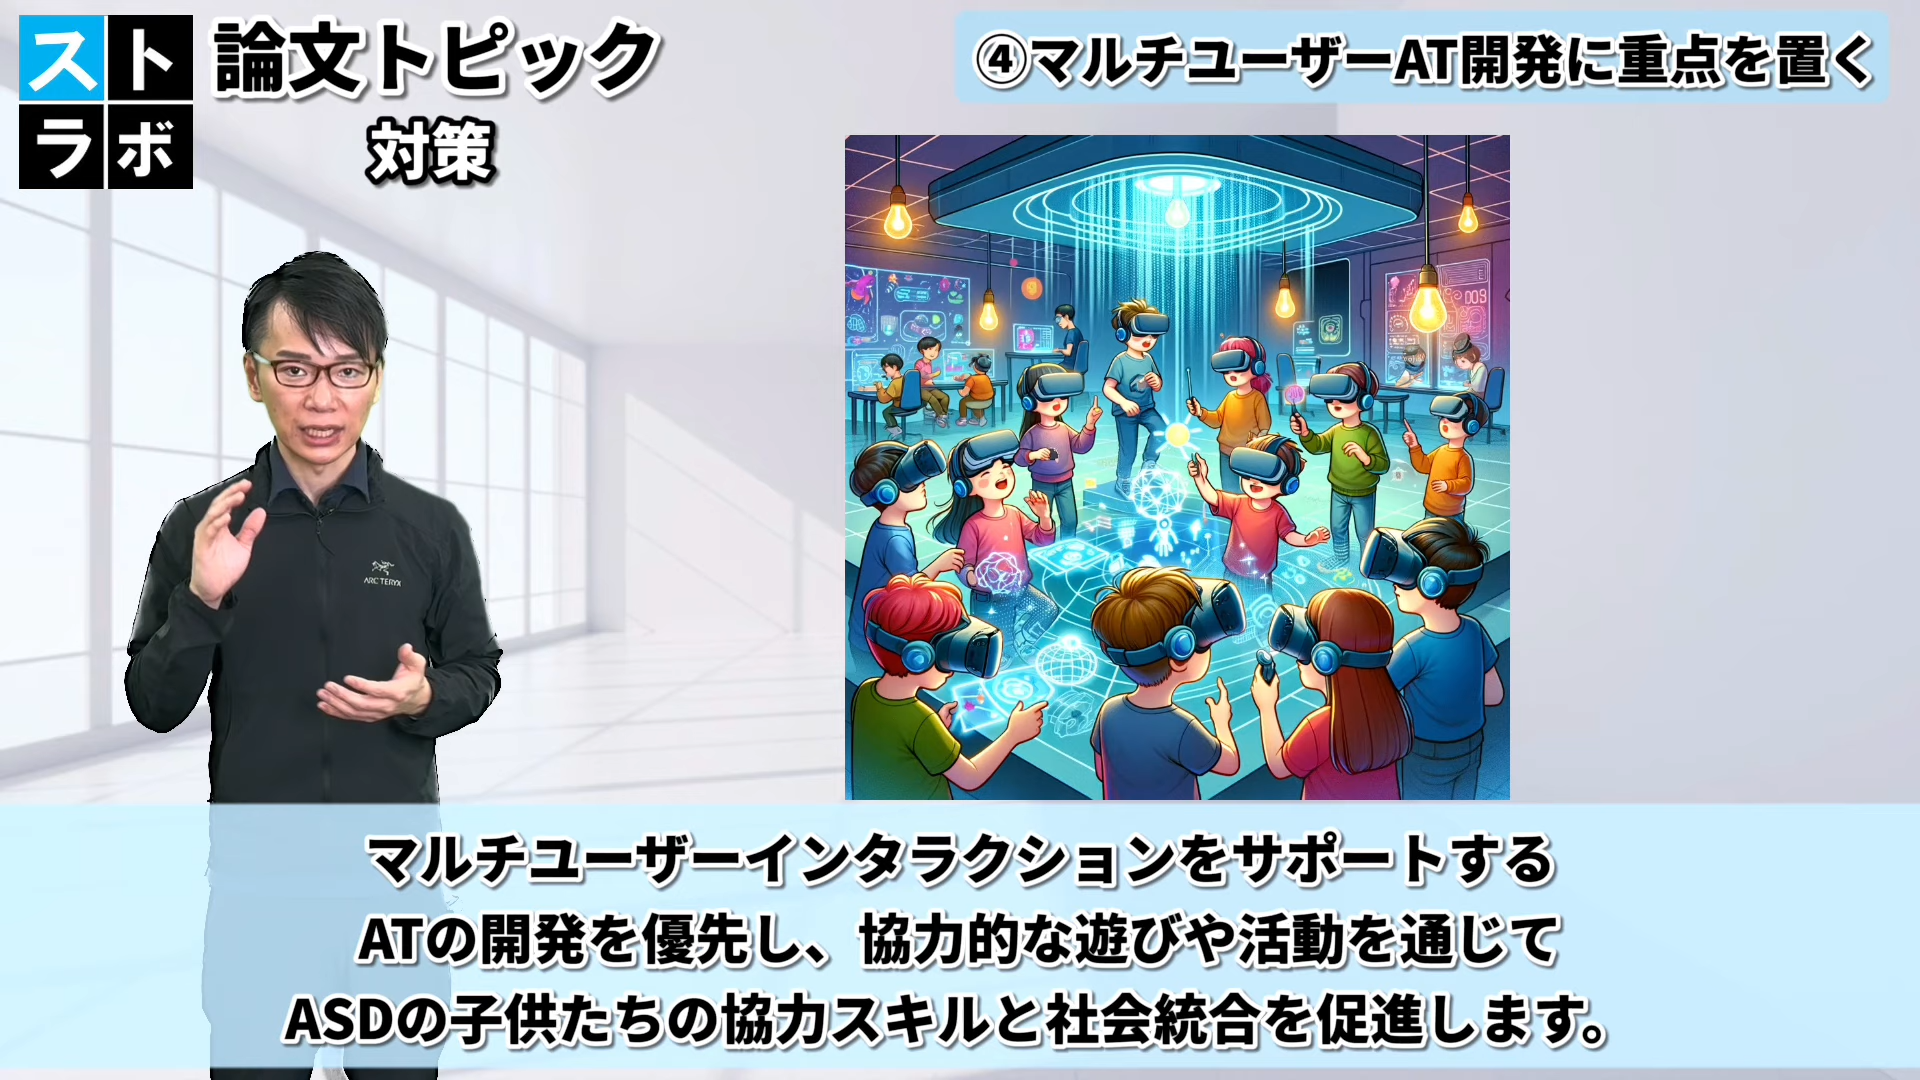 スト
ラボ
論文トピック
対策
④マルチユーザーAT開発に重点を置く
ARC'TERYX
マルチユーザーインタラクションをサポートする
ATの開発を優先し、協力的な遊びや活動を通じて
ASDの子供たちの協力スキルと社会統合を促進します。